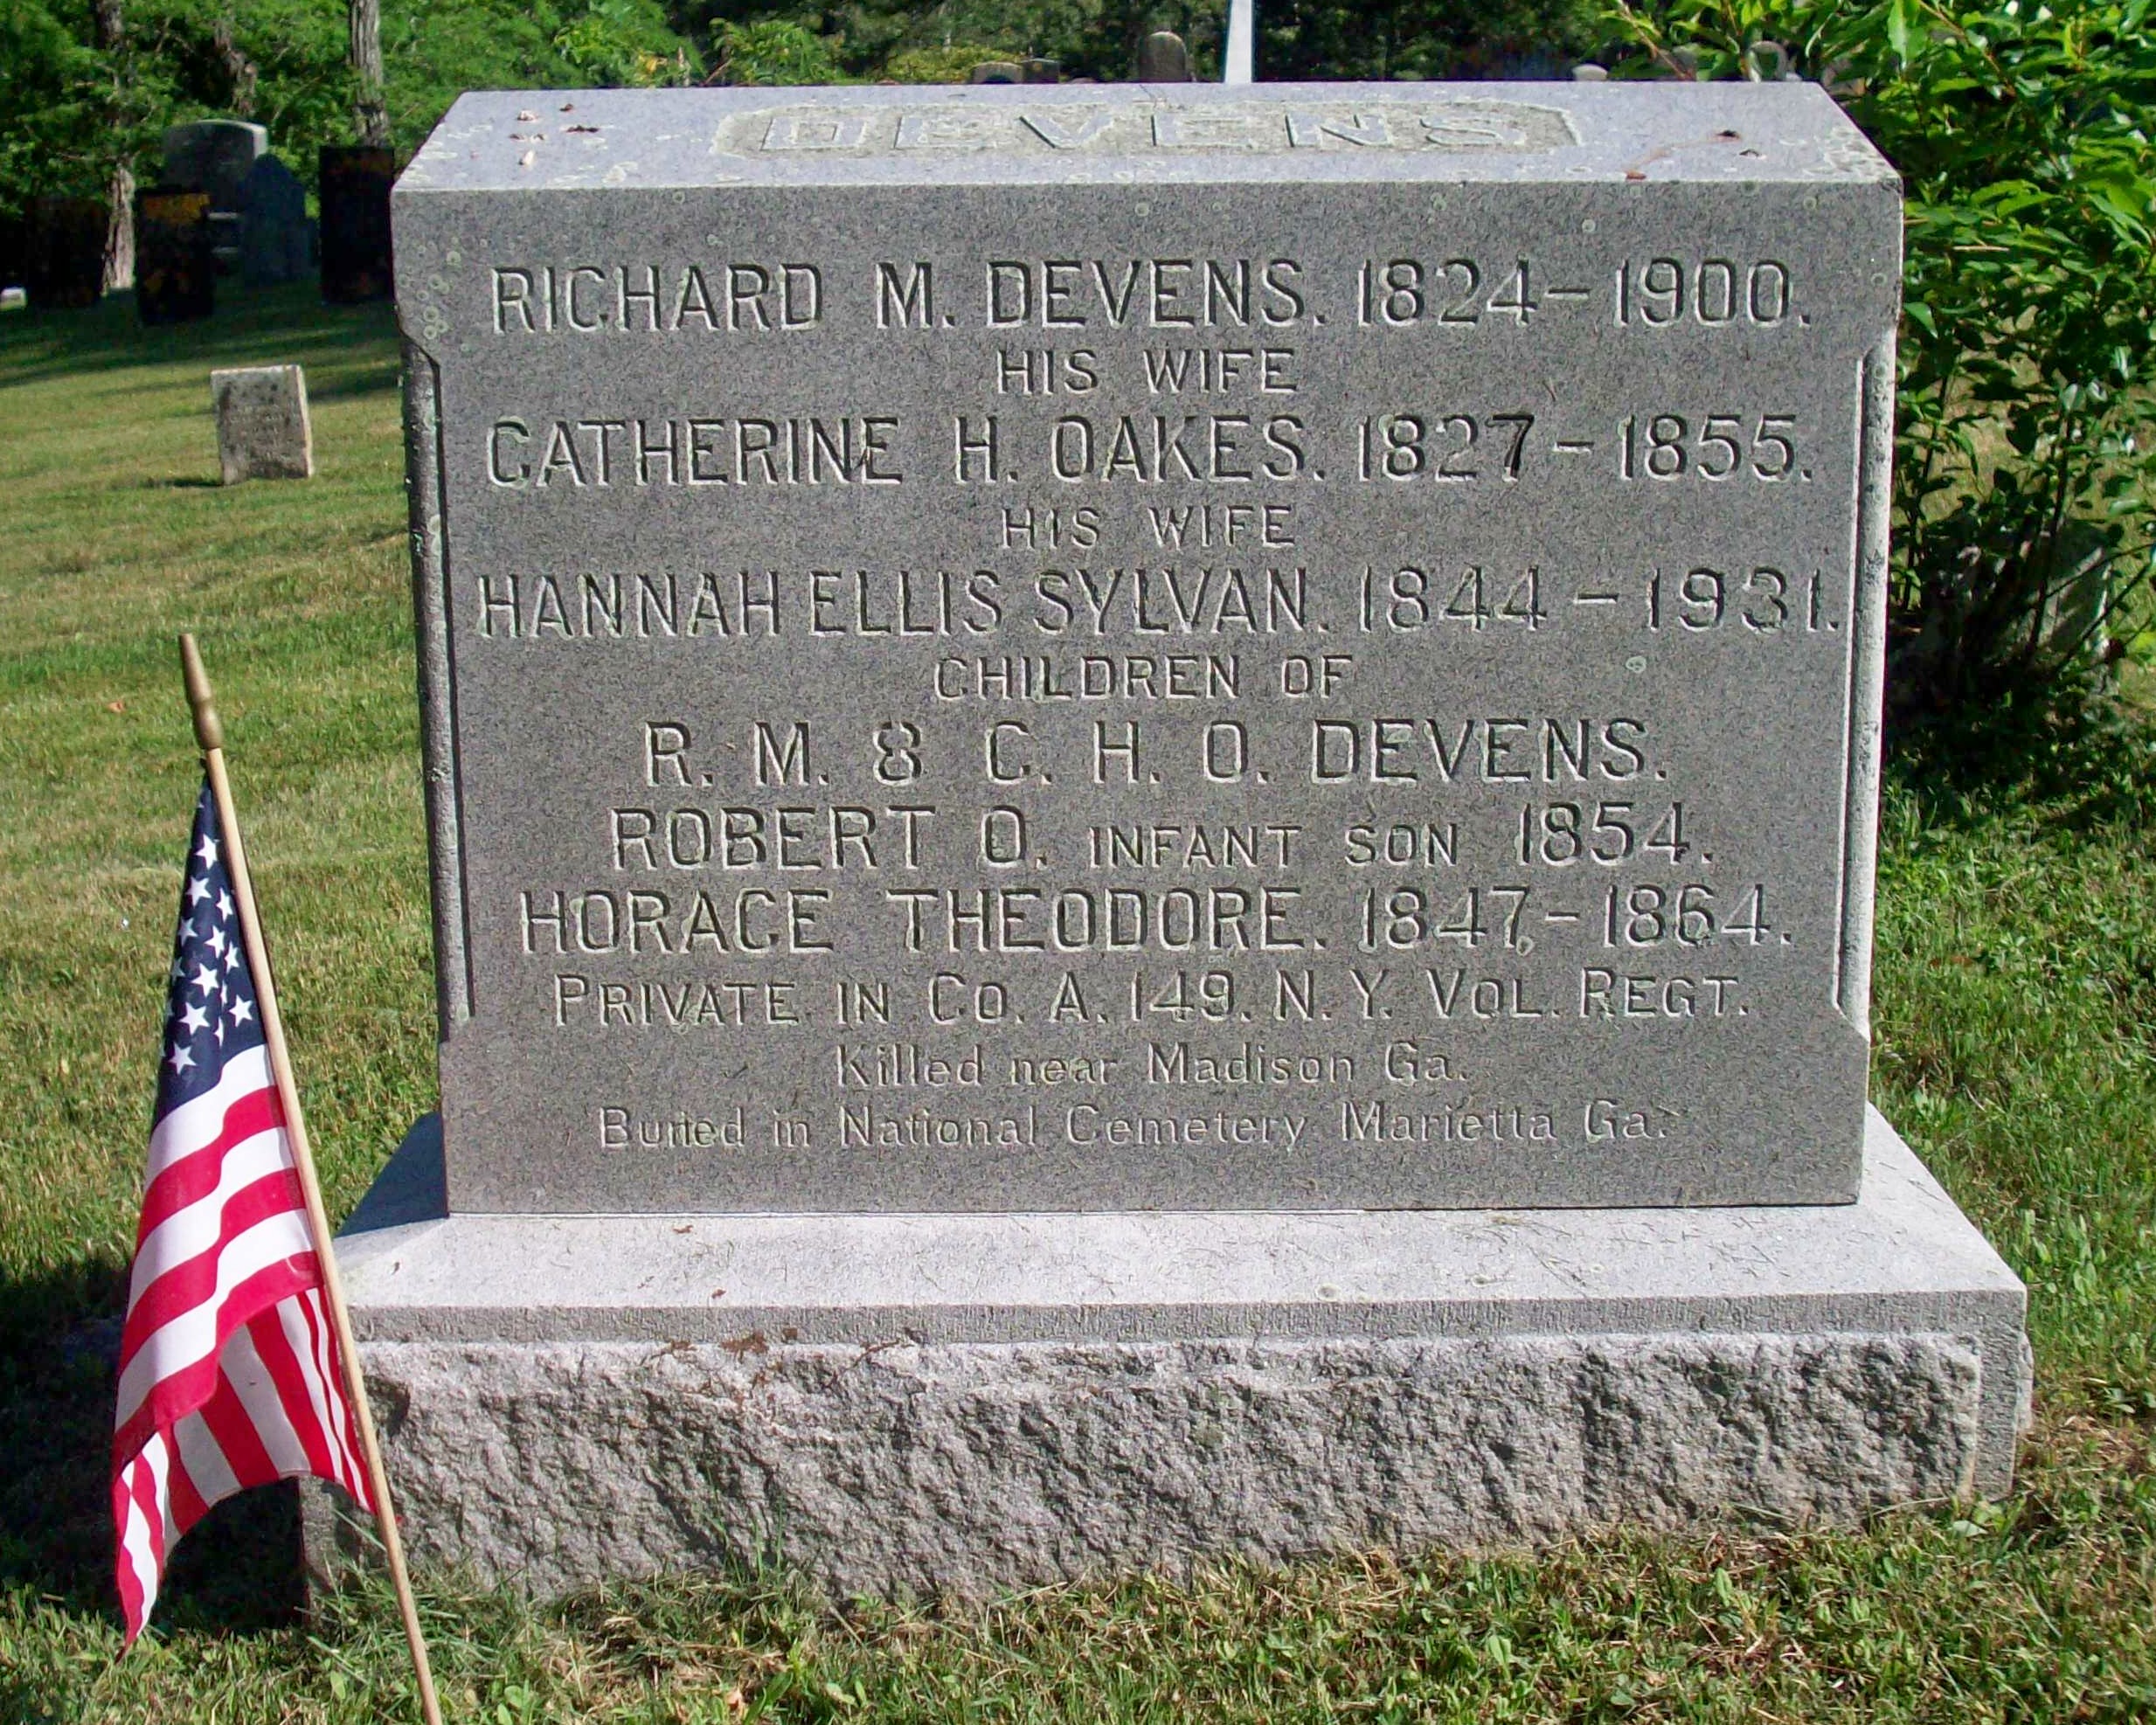 DEVENS
RICHARD M. DEVENS. 1824–1900.
HIS WIFE
CATHERINE H. OAKES. 1827–1855.
HIS WIFE
HANNAH ELLIS SYLVAN. 1844–1931.
CHILDREN OF
R. M. & C. H. O. DEVENS.
ROBERT O. INFANT SON 1854.
HORACE THEODORE. 1847–1864.
PRIVATE IN CO. A. 149. N. Y. VOL. REGT.
Killed near Madison Ga.
Buried in National Cemetery Marietta Ga.